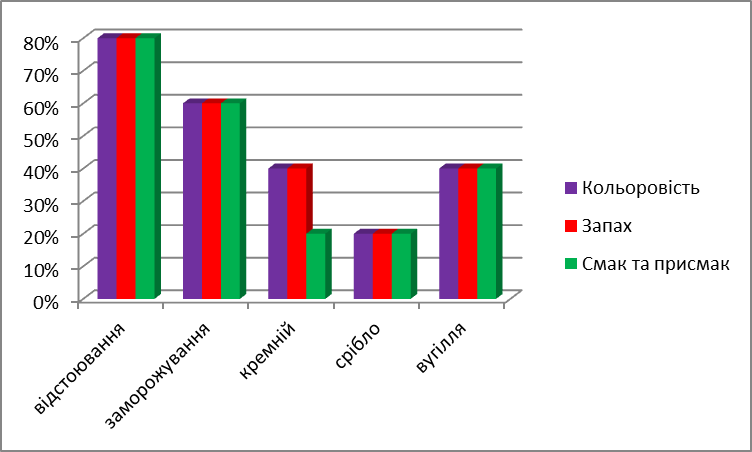 80%
70%
60%
50%
40%
30%
20%
10%
0%
відстоювання
заморожування
кремній
срібло
вугілля
Кольоровість
Запах
Смак та присмак